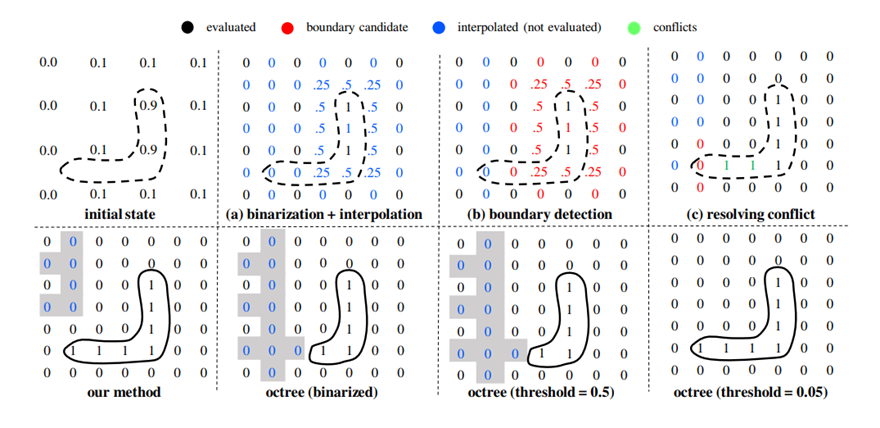 evaluated boundary candidate interpolated (not evaluated) conflicts
0.0 0.1 0.1 0.1
0.0 0.1 0.9 0.1
0.0 0.1 0.9 0.1
0.0 0.1 0.1 0.1
initial state
0 0 0 0 0 0 0
0 0 0 .25 .5 .25 0
0 0 0 .5 1 .5 0
0 0 0 .5 1 .5 0
0 0 0 .5 1 .5 0
0 0 0 .25 .5 .25 0
0 0 0 0 0 0 0
(a) binarization + interpolation
0 0 0 0 0 0 0
0 0 0 .25 .5 .25 0
0 0 0 .5 1 .5 0
0 0 0 .5 1 .5 0
0 0 0 .5 1 .5 0
0 0 0 .25 .5 .25 0
0 0 0 0 0 0 0
(b) boundary detection
0 0 0 0 0 0 0
0 0 0 0 0 0 0
0 0 0 0 1 0 0
0 0 0 0 1 0 0
0 0 0 0 1 0 0
0 0 1 1 1 0 0
0 0 0 0 0 0 0
(c) resolving conflict
0 0 0 0 0 0 0
0 0 0 0 0 0 0
0 0 0 0 1 0 0
0 0 0 0 1 0 0
0 0 0 0 1 0 0
0 1 1 1 1 0 0
0 0 0 0 0 0 0
our method
0 0 0 0 0 0 0
0 0 0 0 0 0 0
0 0 0 0 1 0 0
0 0 0 0 1 0 0
0 0 0 0 1 0 0
0 0 0 1 1 0 0
0 0 0 0 0 0 0
octree (binarized)
0 0 0 0 0 0 0
0 0 0 0 0 0 0
0 0 0 0 1 0 0
0 0 0 0 1 0 0
0 0 0 0 1 0 0
0 0 0 1 1 0 0
0 0 0 0 0 0 0
octree (threshold = 0.5)
0 0 0 0 0 0 0
0 0 0 0 0 0 0
0 0 0 0 1 0 0
0 0 0 0 1 0 0
0 0 0 0 1 0 0
0 1 1 1 1 0 0
0 0 0 0 0 0 0
octree (threshold = 0.05)